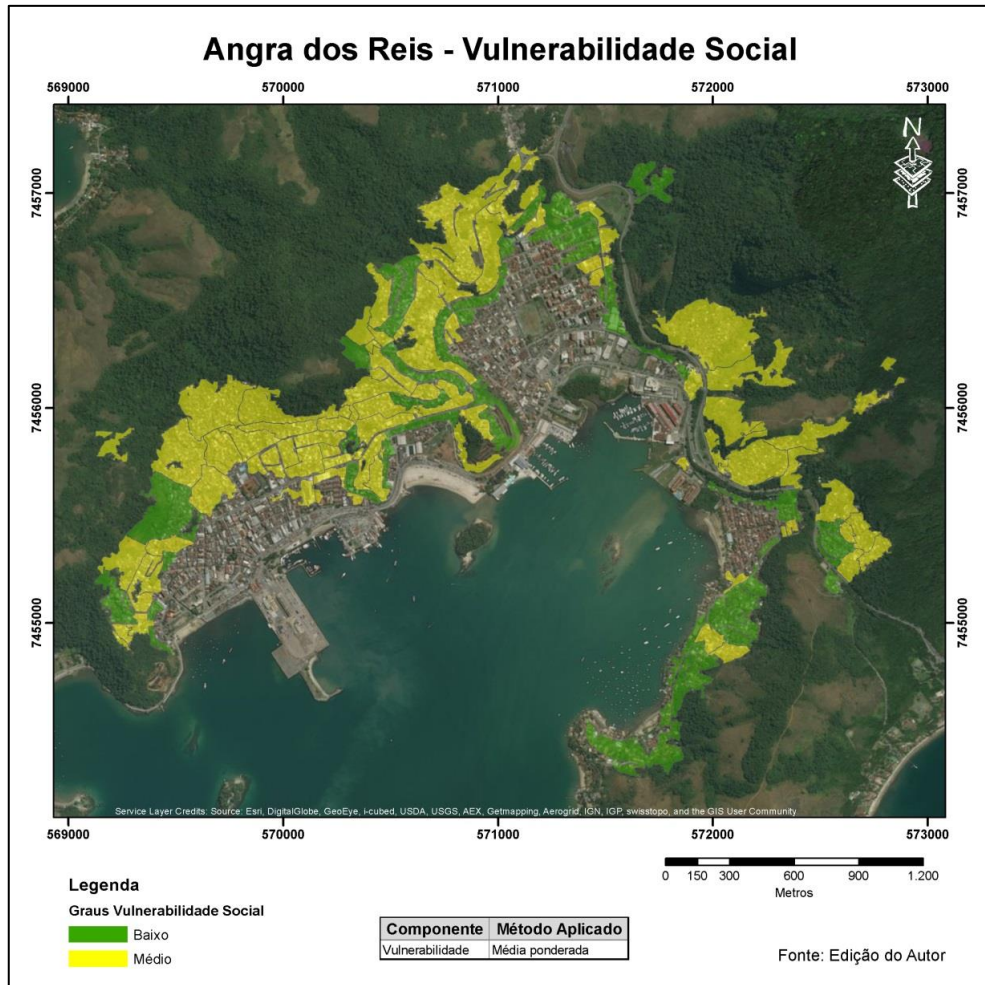 Angra dos Reis - Vulnerabilidade Social
569000 570000 571000 572000 573000
N
7457000 7457000
7456000 7456000
7455000 7455000
Service Layer Credits: Source: Esri, DigitalGlobe, GeoEye, i-cubed, USDA, USGS, AEX, Getmapping, Aerogrid, IGN, IGP, swisstopo, and the GIS User Community
569000 570000 571000 572000 573000
0 150 300 600 900 1.200
Metros
Legenda
Graus Vulnerabilidade Social
Baixo
Médio
Componente Método Aplicado
Vulnerabilidade Média ponderada
Fonte: Edição do Autor